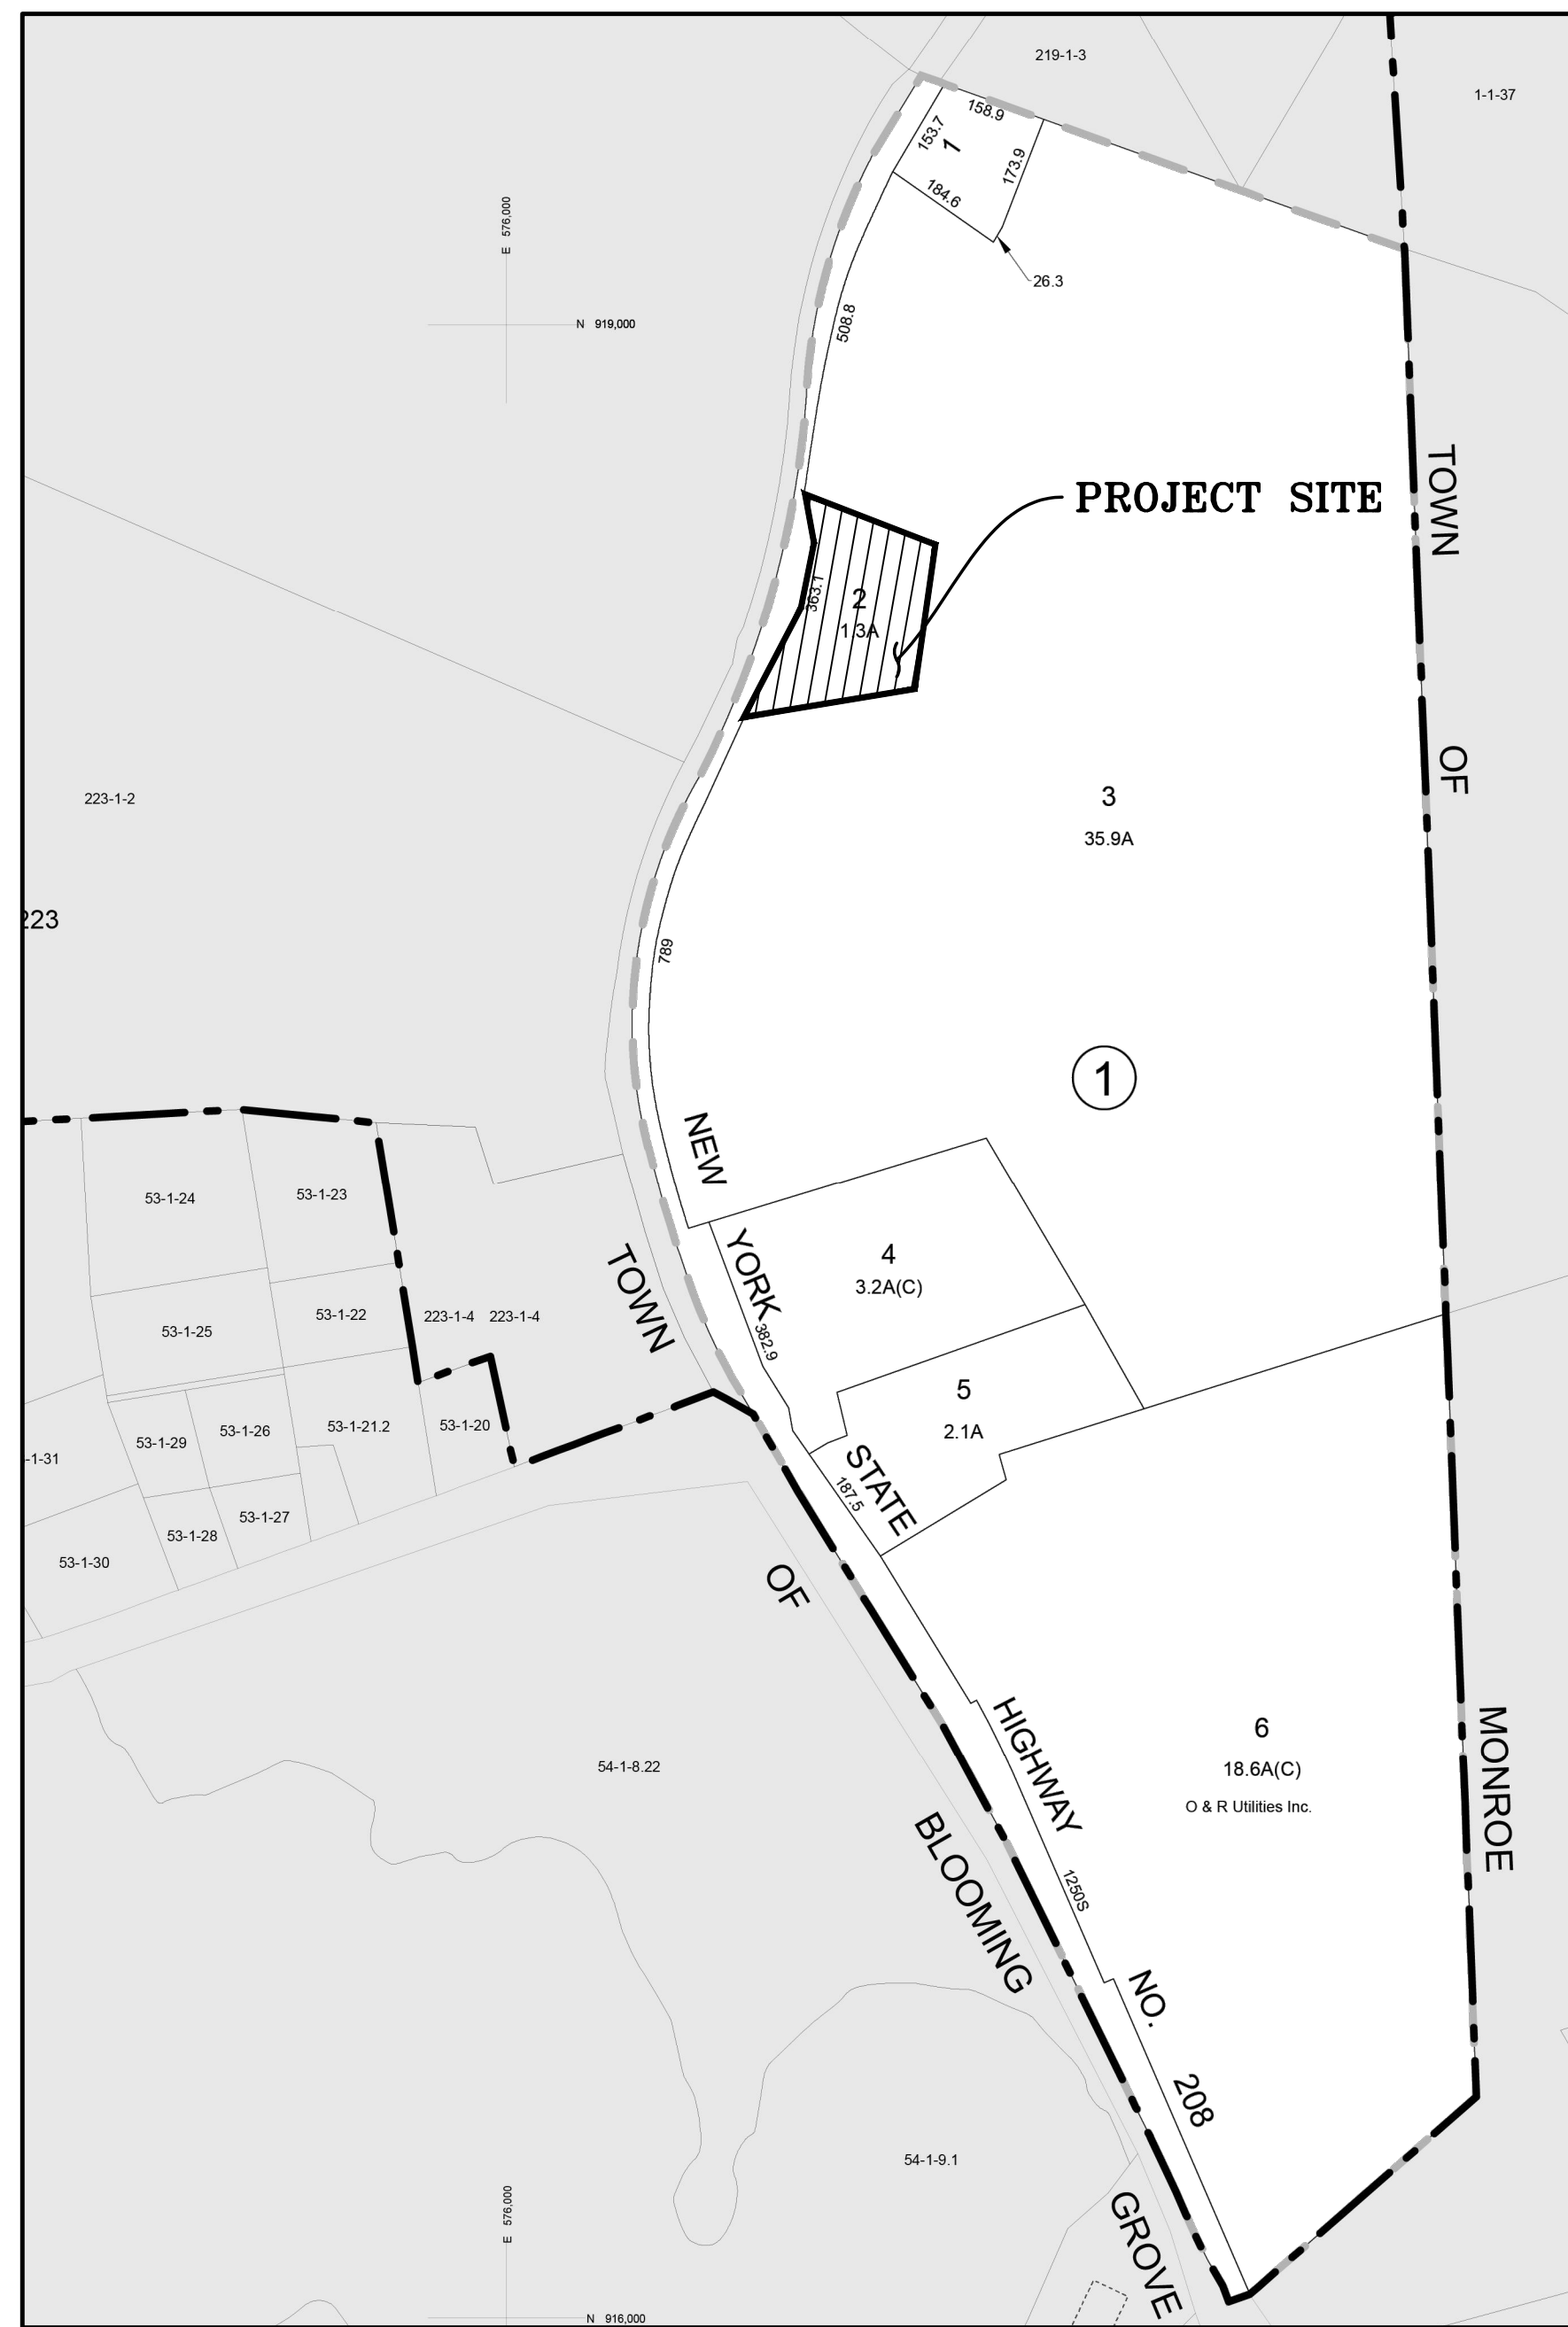 219-1-3
1-1-37
158.9
153.7
1
173.9
184.6
26.3
E 576,000
N 919,000
508.8
PROJECT SITE
TOWN
363.1
2
1.3A
OF
223-1-2
3
35.9A
223
789
1
NEW
53-1-24
53-1-23
YORK
4
3.2A(C)
TOWN
53-1-25
53-1-22
223-1-4
223-1-4
382.9
5
2.1A
53-1-29
53-1-26
53-1-21.2
53-1-20
-1-31
STATE
187.5
53-1-28
53-1-27
53-1-30
OF
HIGHWAY
6
18.6A(C)
O & R Utilities Inc.
MONROE
54-1-8.22
BLOOMING
1250S
NO.
208
54-1-9.1
GROVE
E 576,000
N 916,000